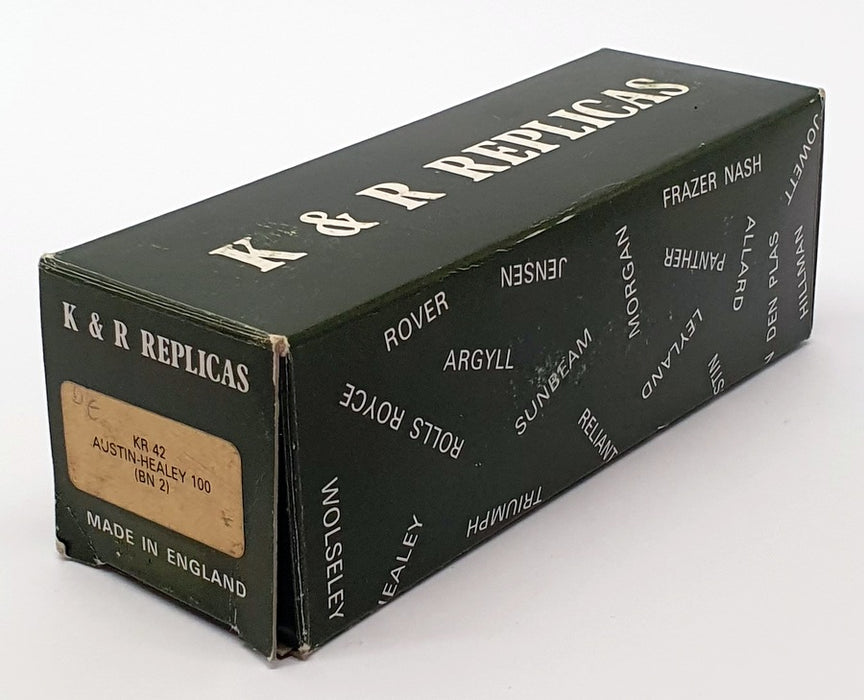 K & R REPLICAS
K & R REPLICAS
KR 42
AUSTIN-HEALEY 100
(BN 2)
MADE IN ENGLAND
FRAZER NASH
JOWETT
JENSEN
MORGAN
PANTHER
ALLARD
DEN PLAS
HILLMAN
ROVER
ARGYLL
SUNBEAM
LEYLAND
ROLLS ROYCE
RELIANT
WOLSELEY
EALEY
TRIUMPH